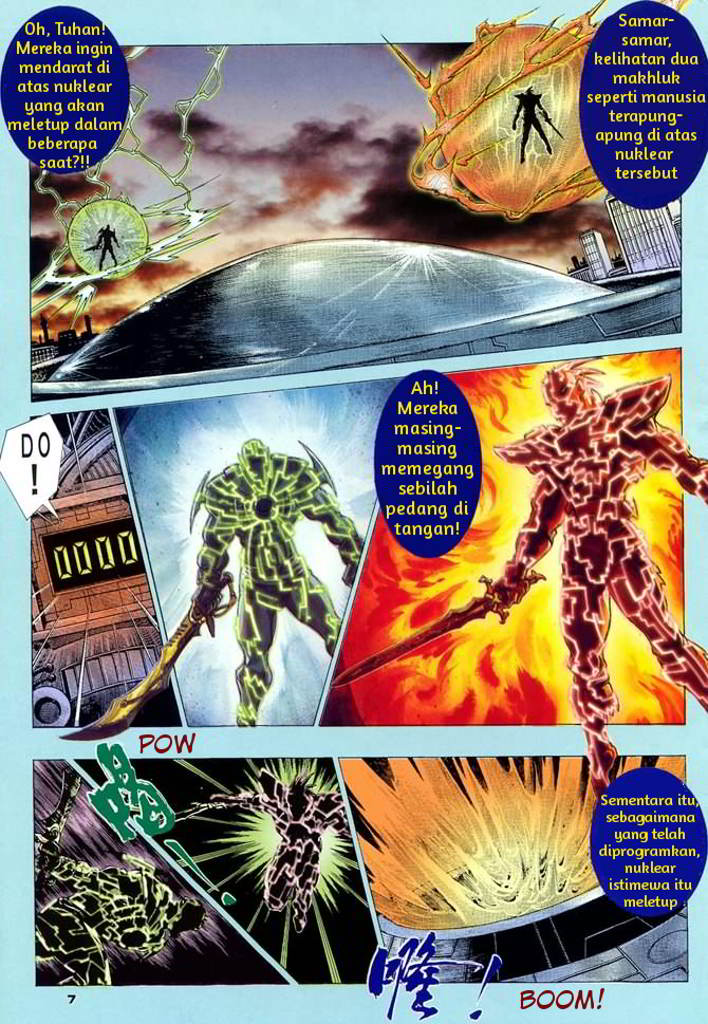 Oh, Tuhan!
Mereka ingin
mendarat di
atas nuklear
yang akan
meletup dalam
beberapa
saat?!!
Samar-
samar,
kelihatan dua
makhluk
seperti manusia
terapung-
apung di atas
nuklear
tersebut
DO
!
0000
Ah!
Mereka
masing-
masing
memegang
sebilah
pedang di
tangan!
POW
Sementara itu,
sebagaimana
yang telah
diprogramkan,
nuklear
istimewa itu
meletup
BOOM!
7